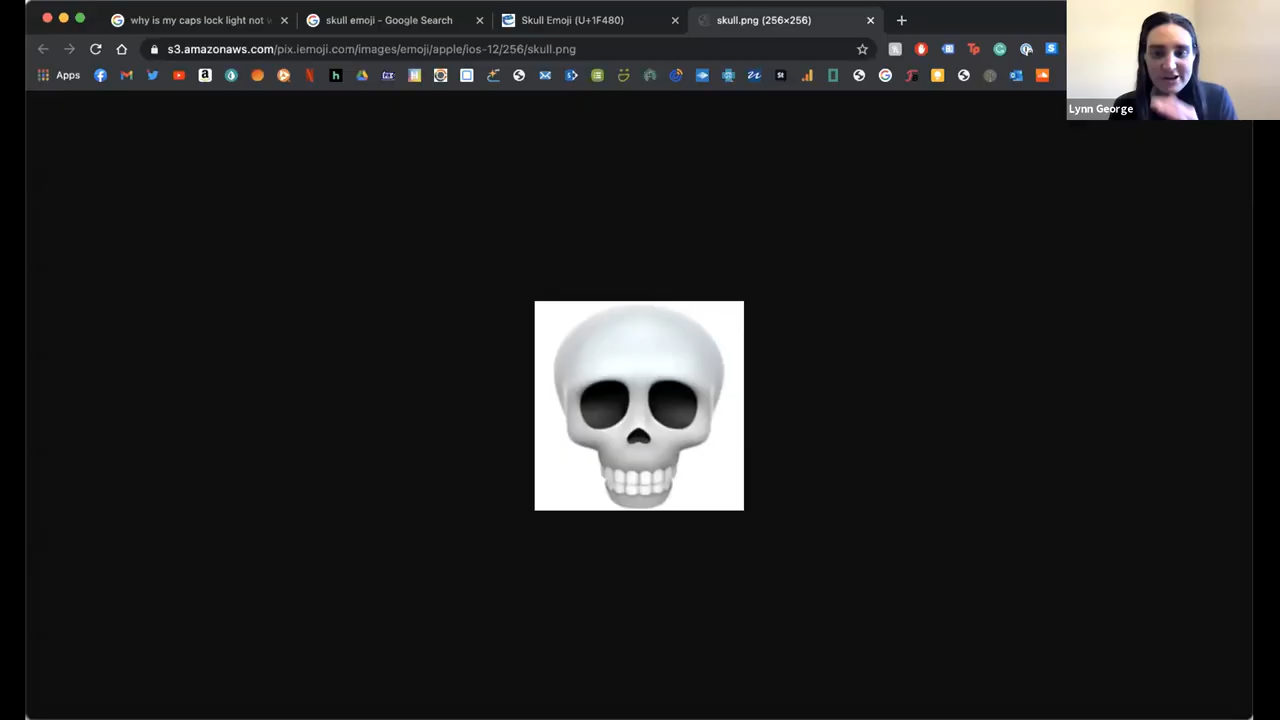 why is my caps lock light not
skull emoji - Google Search
Skull Emoji (U+1F480)
skull.png (256×256)
s3.amazonaws.com/pix.iemoji.com/images/emoji/apple/ios-12/256/skull.png
Apps
Lynn George